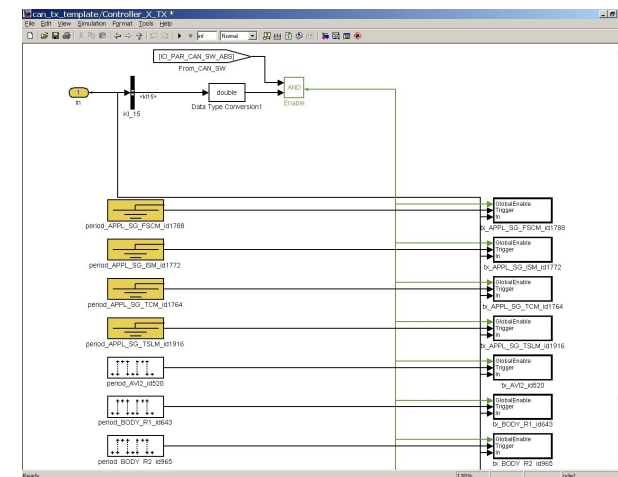 can_tx_template/Controller_X_TX *
File Edit View Simulation Format Tools Help
inf Normal
[IO_PAR_CAN_SW_ABS]
From_CAN_SW
1
In
<kl15>
kl_15
double
Data Type Conversion1
AND
Enable
GlobalEnable
Trigger
In
period_APPL_SG_FSCM_id1788
tx_APPL_SG_FSCM_id1788
GlobalEnable
Trigger
In
period_APPL_SG_ISM_id1772
tx_APPL_SG_ISM_id1772
GlobalEnable
Trigger
In
period_APPL_SG_TCM_id1764
tx_APPL_SG_TCM_id1764
GlobalEnable
Trigger
In
period_APPL_SG_TSLM_id1916
tx_APPL_SG_TSLM_id1916
GlobalEnable
Trigger
In
period_AVI2_id520
tx_AVI2_id520
GlobalEnable
Trigger
In
period_BODY_R1_id643
tx_BODY_R1_id643
GlobalEnable
Trigger
In
period_BODY_R2_id965
tx_BODY_R2_id965
Ready 139% ode1